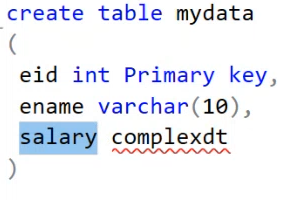 create table mydata
(
eid int Primary key,
ename varchar(10),
salary complexdt
)